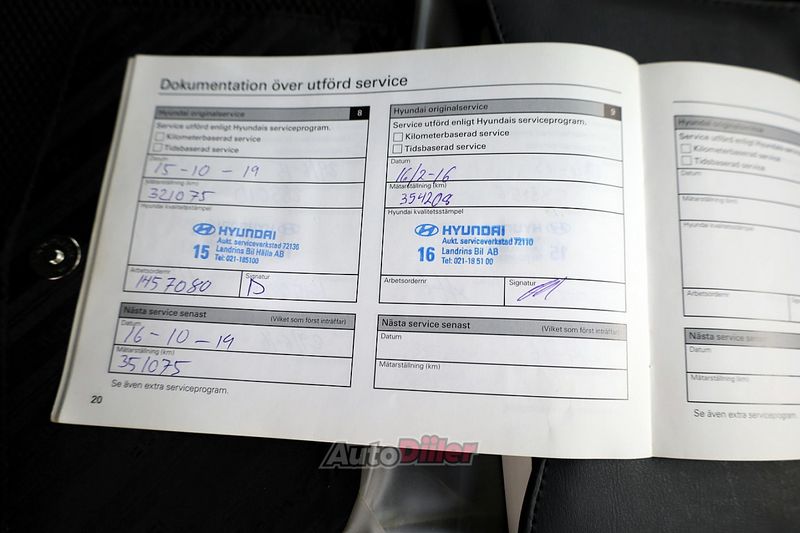 Dokumentation över utförd service
Hyundai originalservice 8
Service utförd enligt Hyundais serviceprogram.
Kilometerbaserad service
Tidsbaserad service
Datum
15-10-19
Mätarställning (km)
321075
Hyundai kvalitetsstämpel
HYUNDAI
15 Aukt. serviceverkstad 72136
Landrins Bil Hälla AB
Tel: 021-185100
Arbetsordernr Signatur
1457080
Nästa service senast (Vilket som först inträffar)
Datum
16-10-19
Mätarställning (km)
351075
Se även extra serviceprogram.
20
Hyundai originalservice 9
Service utförd enligt Hyundais serviceprogram.
Kilometerbaserad service
Tidsbaserad service
Datum
16/2-16
Mätarställning (km)
354208
Hyundai kvalitetsstämpel
HYUNDAI
16 Aukt. serviceverkstad 72110
Landrins Bil AB
Tel: 021-18 51 00
Arbetsordernr Signatur
Nästa service senast (Vilket som först inträffar)
Datum
Mätarställning (km)
Hyundai originalservice
Service utförd enligt Hyundais
Kilometerbaserad service
Tidsbaserad service
Datum
Mätarställning (km)
Hyundai kvalitetsstämpel
Arbetsordernr
Nästa service senast
Datum
Mätarställning (km)
Se även extra serviceprogram.
AutoDiller